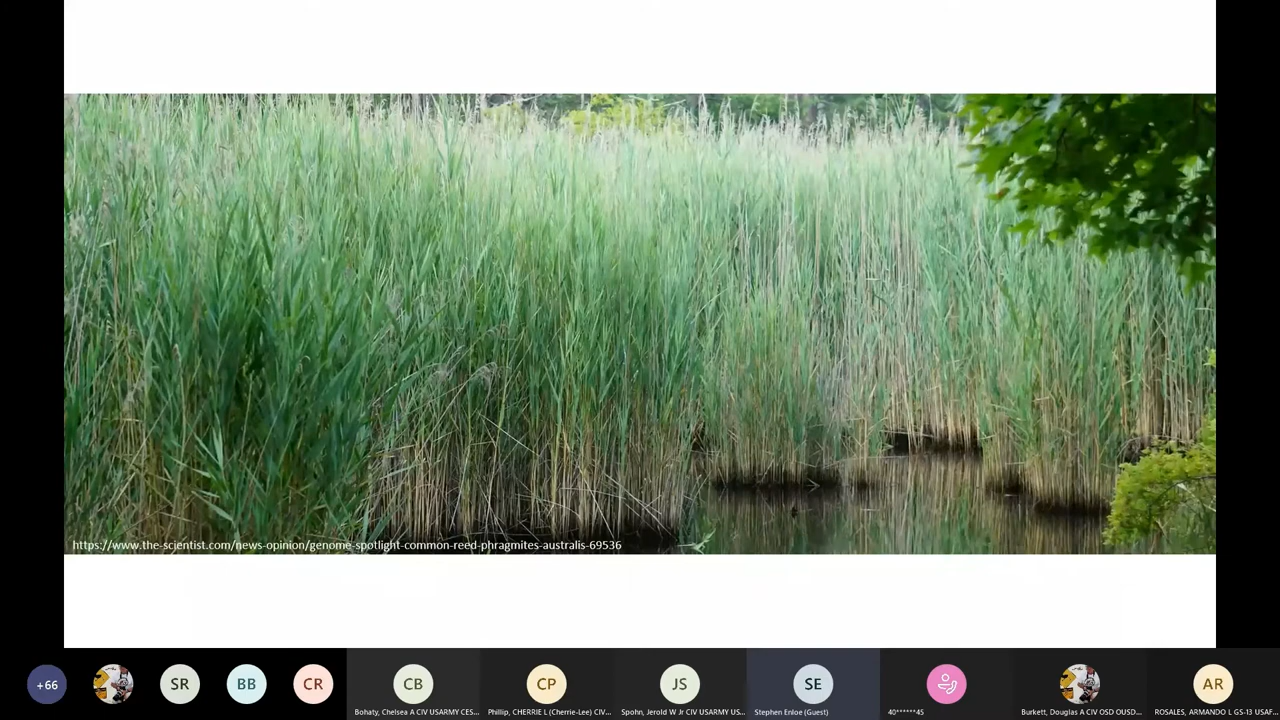 https://www.the-scientist.com/news-opinion/genome-spotlight-common-reed-phragmites-australis-69536
+66
SR
BB
CR
CB
CP
JS
SE
AR
Bohaty, Chelsea A CIV USARMY CES...
Phillip, CHERRIE L (Cherrie-Lee) CIV...
Spohn, Jerold W Jr CIV USARMY US...
Stephen Enloe (Guest)
40******45
Burkett, Douglas A CIV OSD OUSD...
ROSALES, ARMANDO L GS-13 USAF...